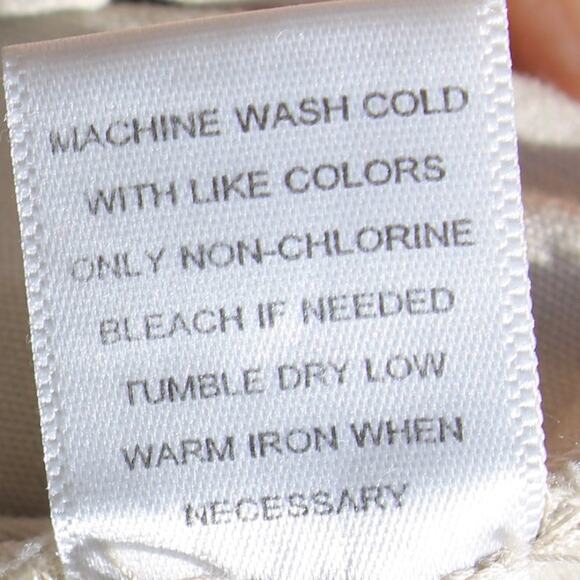 MACHINE WASH COLD
WITH LIKE COLORS
ONLY NON-CHLORINE
BLEACH IF NEEDED
TUMBLE DRY LOW
WARM IRON WHEN
NECESSARY